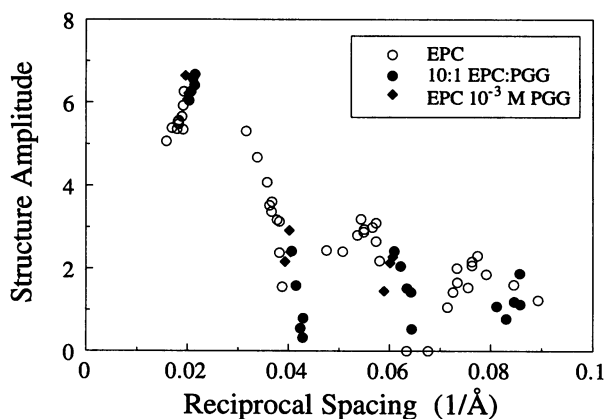 8
6
4
2
0
Structure Amplitude
EPC
10:1 EPC:PGG
EPC 10⁻³ M PGG
0 0.02 0.04 0.06 0.08 0.1
Reciprocal Spacing (1/Å)